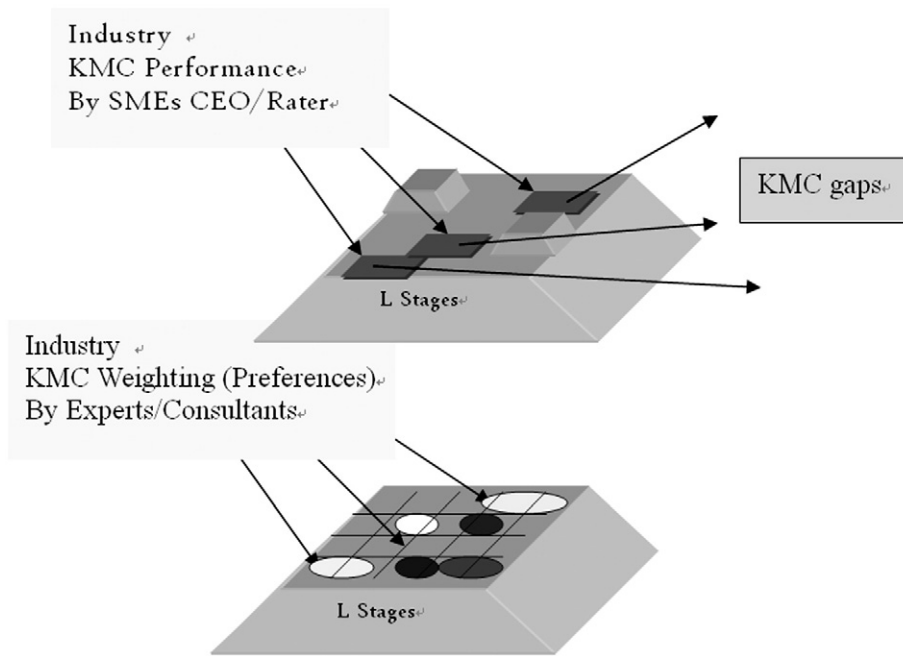 Industry ↵
KMC Performance↵
By SMEs CEO/Rater↵
KMC gaps↵
L Stages↵
Industry ↵
KMC Weighting (Preferences)↵
By Experts/Consultants↵
L Stages↵